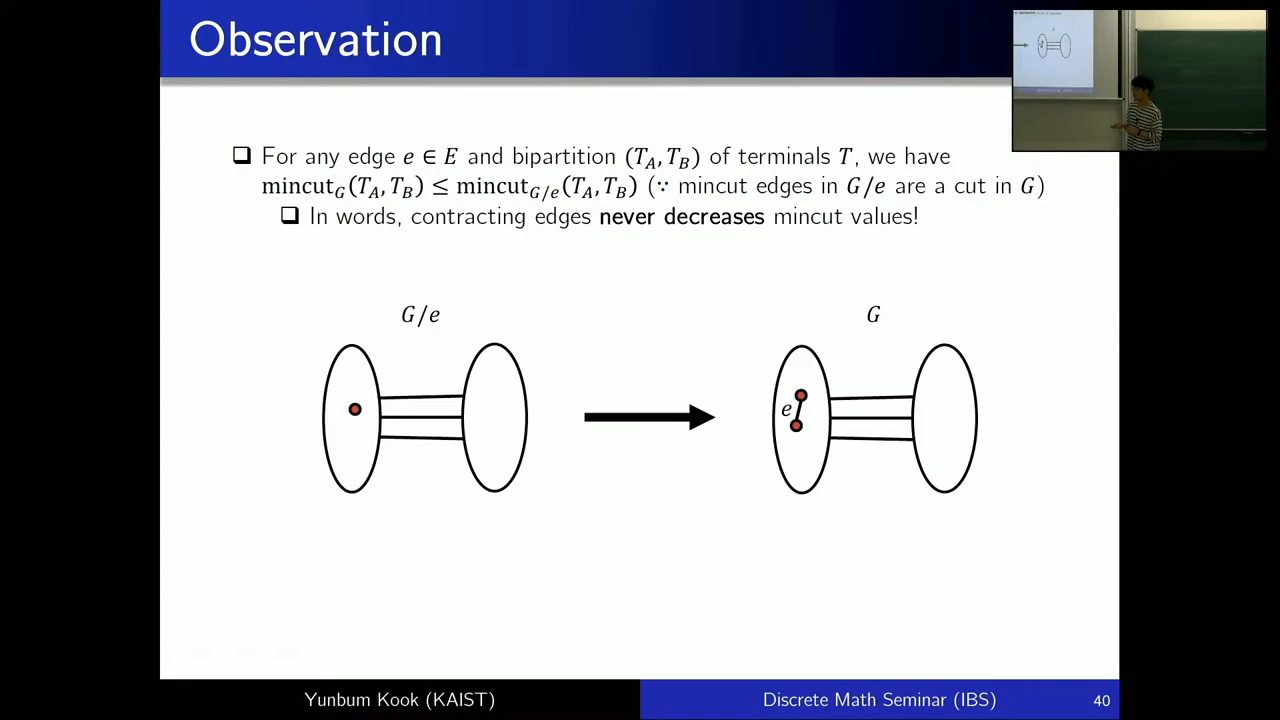 Observation
❑ For any edge 𝑒 ∈ 𝐸 and bipartition (𝑇_A, 𝑇_B) of terminals 𝑇, we have
mincut_𝐺(𝑇_A, 𝑇_B) ≤ mincut_{𝐺/𝑒}(𝑇_A, 𝑇_B) (∵ mincut edges in 𝐺/𝑒 are a cut in 𝐺)
❑ In words, contracting edges never decreases mincut values!
𝐺/𝑒
𝐺
𝑒
Yunbum Kook (KAIST)
Discrete Math Seminar (IBS)
40